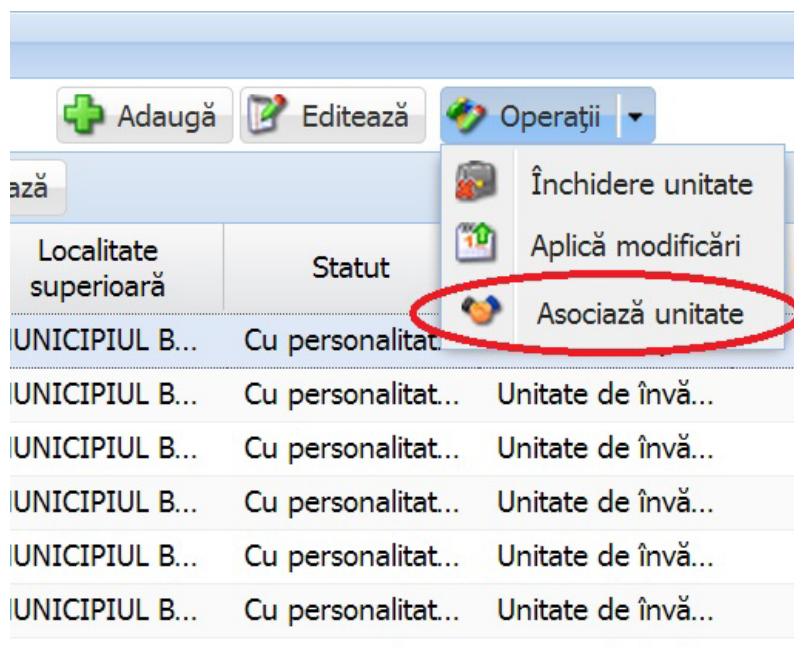 Adaugă Editează Operaţii
ază
Închidere unitate
Aplică modificări
Asociază unitate
Localitate
superioară
Statut
UNICIPIUL B... Cu personalitat...
UNICIPIUL B... Cu personalitat... Unitate de învă...
UNICIPIUL B... Cu personalitat... Unitate de învă...
UNICIPIUL B... Cu personalitat... Unitate de învă...
UNICIPIUL B... Cu personalitat... Unitate de învă...
UNICIPIUL B... Cu personalitat... Unitate de învă...